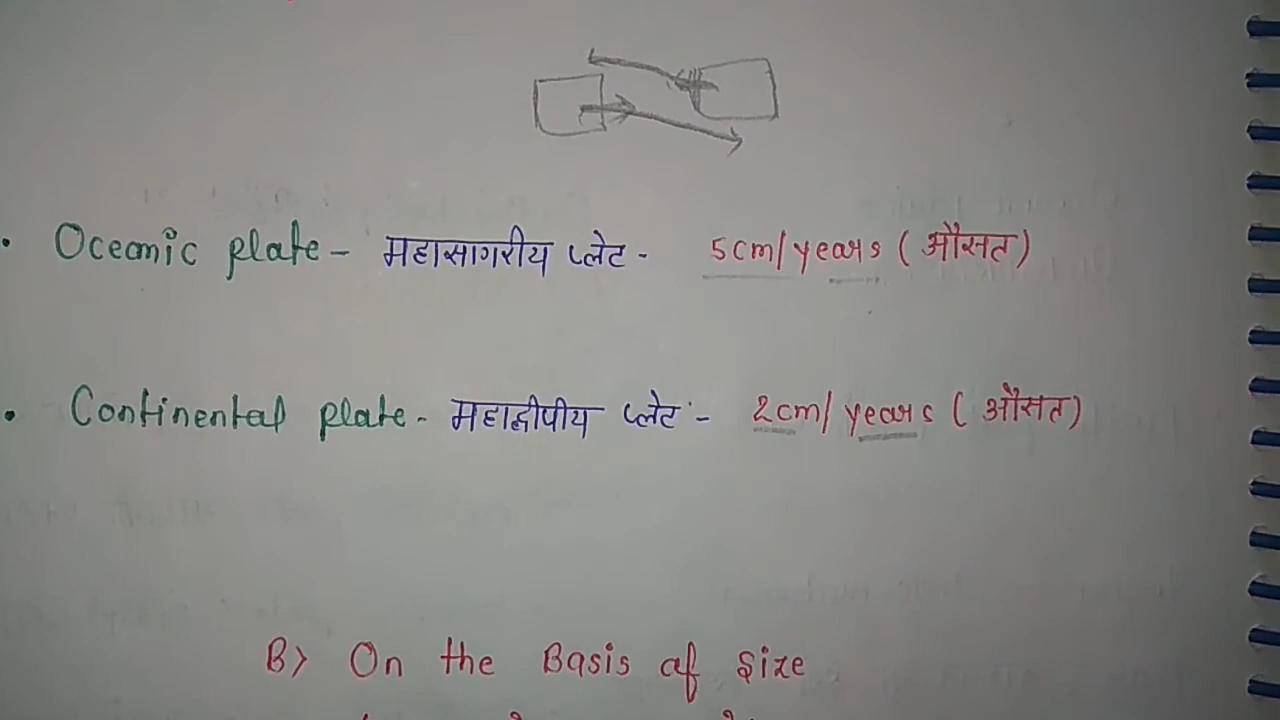 • Oceanic plate - महासागरीय प्लेट - 5cm/years (औसत)
• Continental plate - महाद्वीपीय प्लेट - 2cm/years (औसत)
B) On the Basis of size